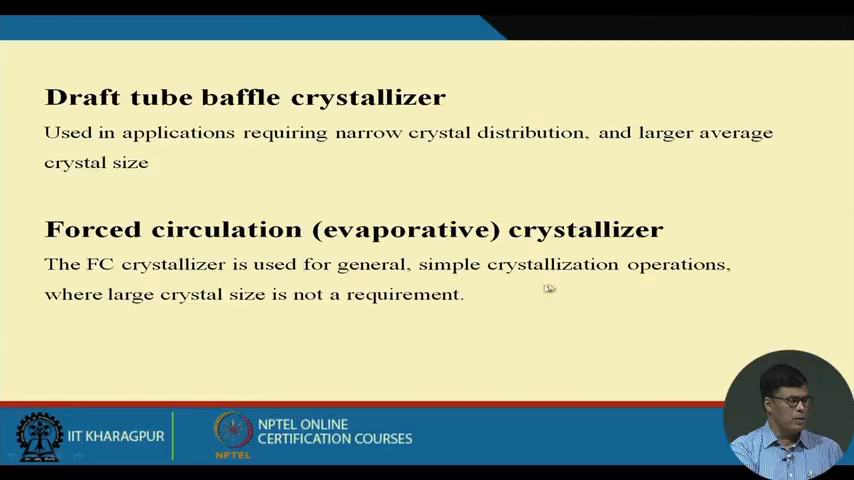 Draft tube baffle crystallizer
Used in applications requiring narrow crystal distribution, and larger average
crystal size
Forced circulation (evaporative) crystallizer
The FC crystallizer is used for general, simple crystallization operations,
where large crystal size is not a requirement.
IIT KHARAGPUR
NPTEL
NPTEL ONLINE
CERTIFICATION COURSES